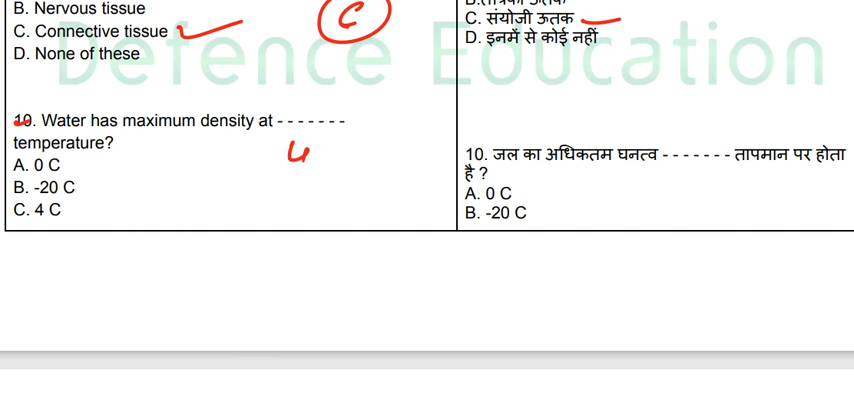 B. Nervous tissue
C. Connective tissue
D. None of these
C
10. Water has maximum density at - - - - - - -
temperature?
A. 0 C
B. -20 C
C. 4 C
4
C. संयोजी ऊतक
D. इनमें से कोई नहीं
10. जल का अधिकतम घनत्व - - - - - - - तापमान पर होता
है ?
A. 0 C
B. -20 C
Defence Education